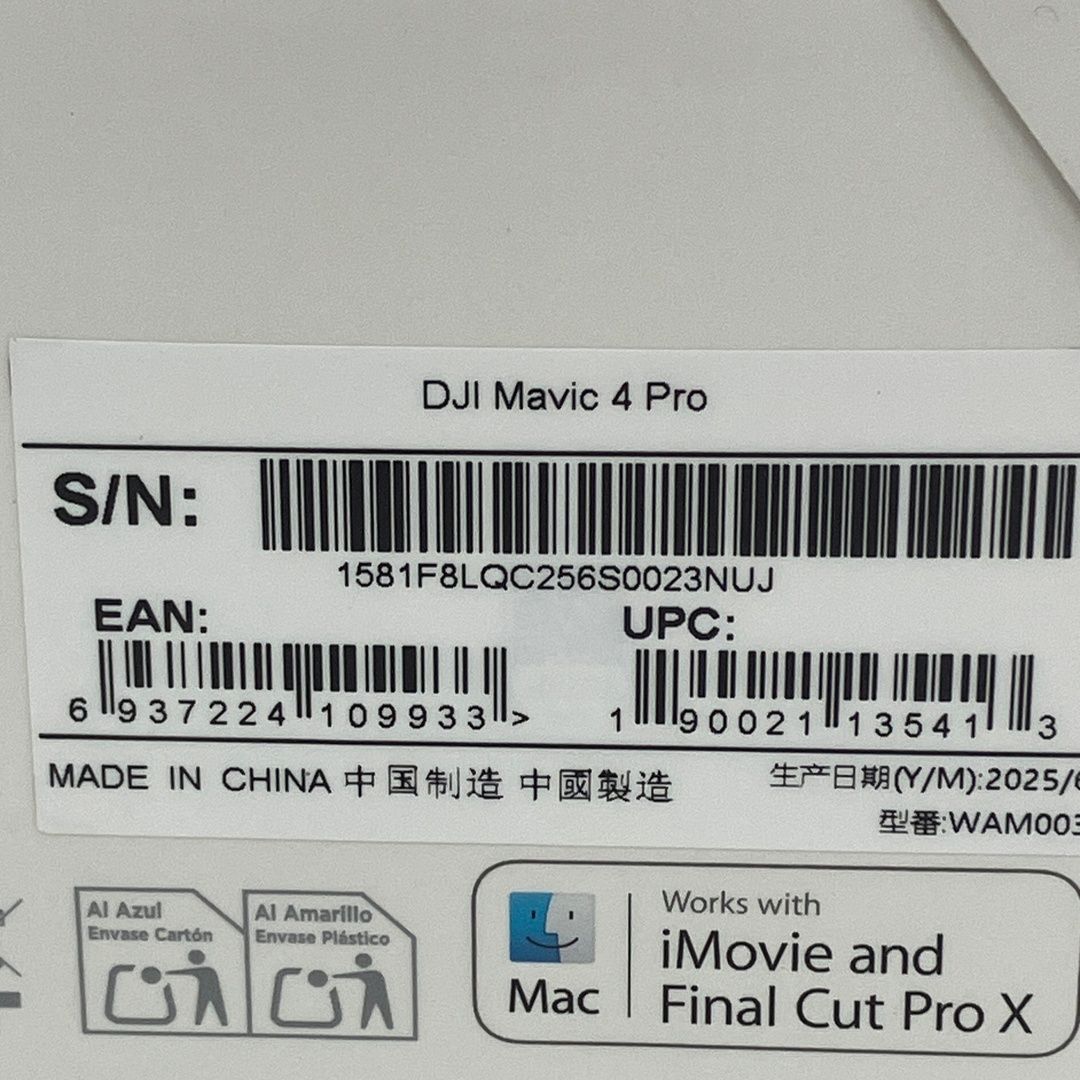 DJI Mavic 4 Pro
S/N:
1581F8LQC256S0023NUJ
EAN:
UPC:
6 937224 109933 >
1 90021 13541 3
MADE IN CHINA 中国制造 中國製造
生产日期(Y/M):2025/6
型番:WAM003
Al Azul
Envase Cartón
Al Amarillo
Envase Plástico
Mac
Works with
iMovie and
Final Cut Pro X